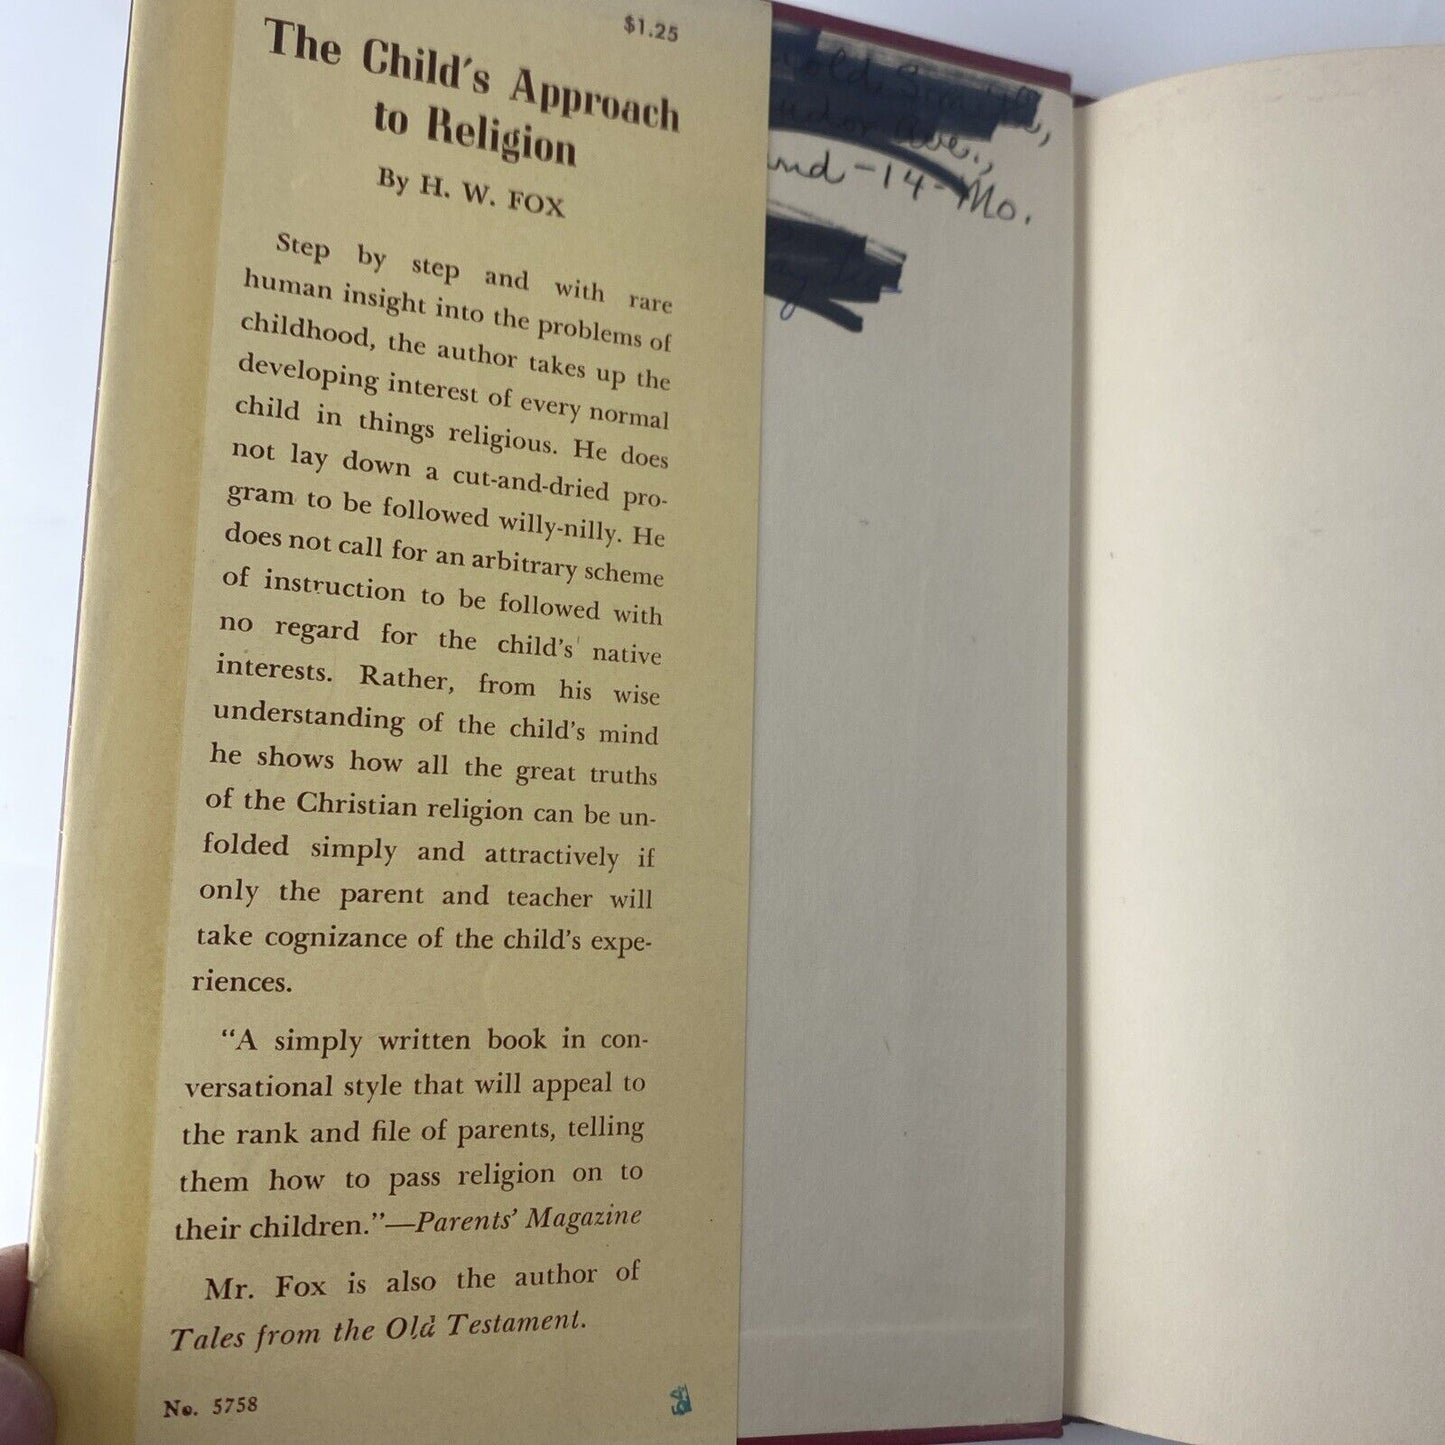 $1.25
The Child's Approach
to Religion
By H. W. FOX
Step by step and with rare
human insight into the problems of
childhood, the author takes up the
developing interest of every normal
child in things religious. He does
not lay down a cut-and-dried pro-
gram to be followed willy-nilly. He
does not call for an arbitrary scheme
of instruction to be followed with
no regard for the child's native
interests. Rather, from his wise
understanding of the child's mind
he shows how all the great truths
of the Christian religion can be un-
folded simply and attractively if
only the parent and teacher will
take cognizance of the child's expe-
riences.
"A simply written book in con-
versational style that will appeal to
the rank and file of parents, telling
them how to pass religion on to
their children."—Parents' Magazine
Mr. Fox is also the author of
Tales from the Old Testament.
No. 5758
Ave.,
-14-Mo.